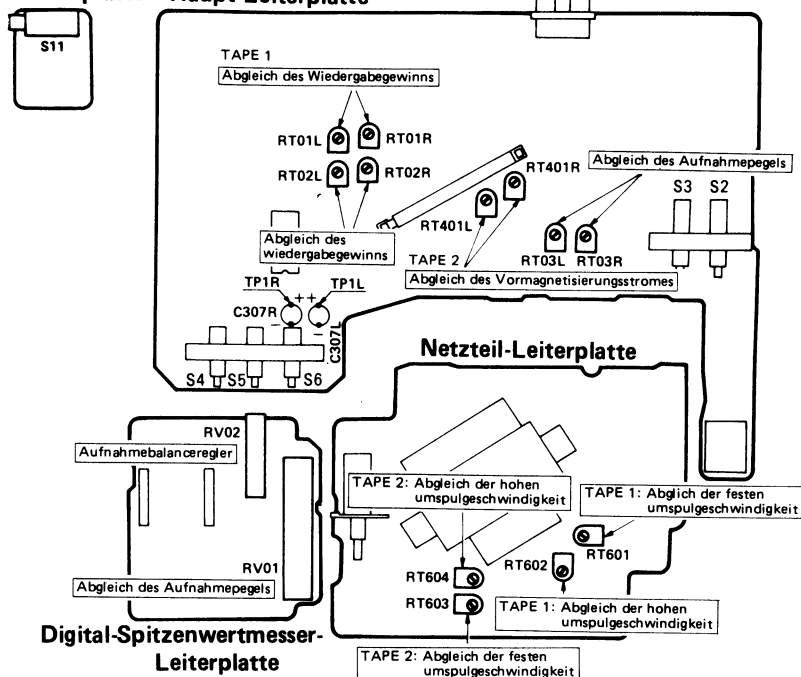 Haupt-Leiterplatte
S11
TAPE 1
Abgleich des Wiedergabegewinns
RT01L
RT01R
RT02L
RT02R
Abgleich des
wiedergabegewinns
RT401R
RT401L
TAPE 2
Abgleich des Vormagnetisierungsstromes
Abgleich des Aufnahmepegels
RT03L
RT03R
S3
S2
TP1R
++
TP1L
C307R
C307L
−
−
S4
S5
S6
Netzteil-Leiterplatte
RV02
Aufnahmebalanceregler
RV01
Abgleich des Aufnahmepegels
Digital-Spitzenwertmesser-
Leiterplatte
TAPE 2: Abgleich der hohen
umspulgeschwindigkeit
TAPE 1: Abglich der festen
umspulgeschwindigkeit
RT601
RT602
RT604
RT603
TAPE 1: Abgleich der hohen
umspulgeschwindigkeit
TAPE 2: Abgleich der festen
umspulgeschwindigkeit